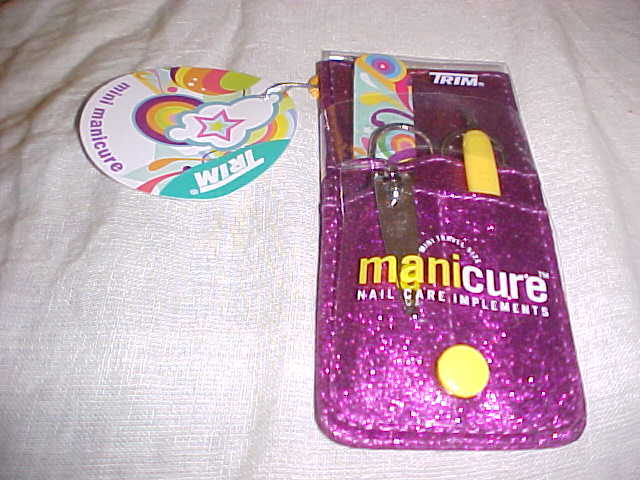 mini manicure
TRIM
TRIM®
MINI TRAVEL SIZE
manicure™
NAIL CARE IMPLEMENTS